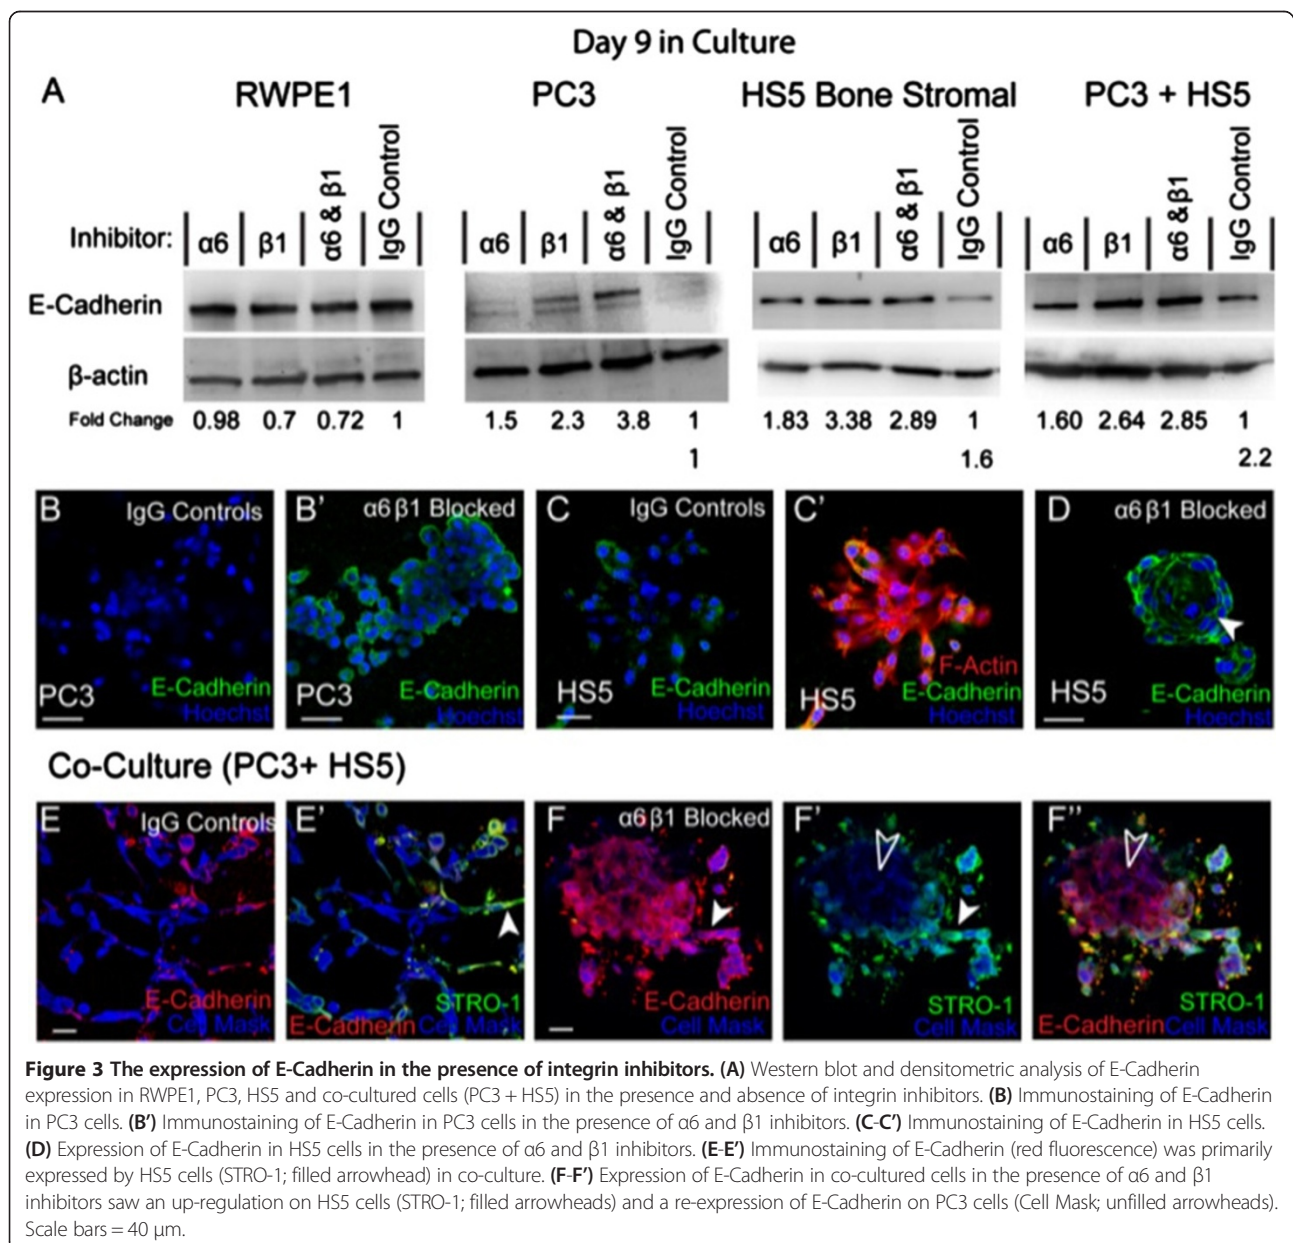 Day 9 in Culture
A RWPE1 PC3 HS5 Bone Stromal PC3 + HS5
Inhibitor: α6 β1 α6 & β1 IgG Control α6 β1 α6 & β1 IgG Control α6 β1 α6 & β1 IgG Control α6 β1 α6 & β1 IgG Control
E-Cadherin
β-actin
Fold Change 0.98 0.7 0.72 1 1.5 2.3 3.8 1 1.83 3.38 2.89 1 1.60 2.64 2.85 1
1 1.6 2.2
B IgG Controls B' α6 β1 Blocked C IgG Controls C' D α6 β1 Blocked
F-Actin
PC3 E-Cadherin PC3 E-Cadherin HS5 E-Cadherin HS5 E-Cadherin HS5 E-Cadherin
Hoechst Hoechst Hoechst Hoechst Hoechst
Co-Culture (PC3+ HS5)
E IgG Controls E' F α6 β1 Blocked F' F''
E-Cadherin STRO-1 E-Cadherin STRO-1 STRO-1
Cell Mask E-Cadherin Cell Mask Cell Mask Cell Mask E-Cadherin Cell Mask
Figure 3 The expression of E-Cadherin in the presence of integrin inhibitors. (A) Western blot and densitometric analysis of E-Cadherin
expression in RWPE1, PC3, HS5 and co-cultured cells (PC3 + HS5) in the presence and absence of integrin inhibitors. (B) Immunostaining of E-Cadherin
in PC3 cells. (B′) Immunostaining of E-Cadherin in PC3 cells in the presence of α6 and β1 inhibitors. (C-C′) Immunostaining of E-Cadherin in HS5 cells.
(D) Expression of E-Cadherin in HS5 cells in the presence of α6 and β1 inhibitors. (E-E′) Immunostaining of E-Cadherin (red fluorescence) was primarily
expressed by HS5 cells (STRO-1; filled arrowhead) in co-culture. (F-F′) Expression of E-Cadherin in co-cultured cells in the presence of α6 and β1
inhibitors saw an up-regulation on HS5 cells (STRO-1; filled arrowheads) and a re-expression of E-Cadherin on PC3 cells (Cell Mask; unfilled arrowheads).
Scale bars = 40 μm.